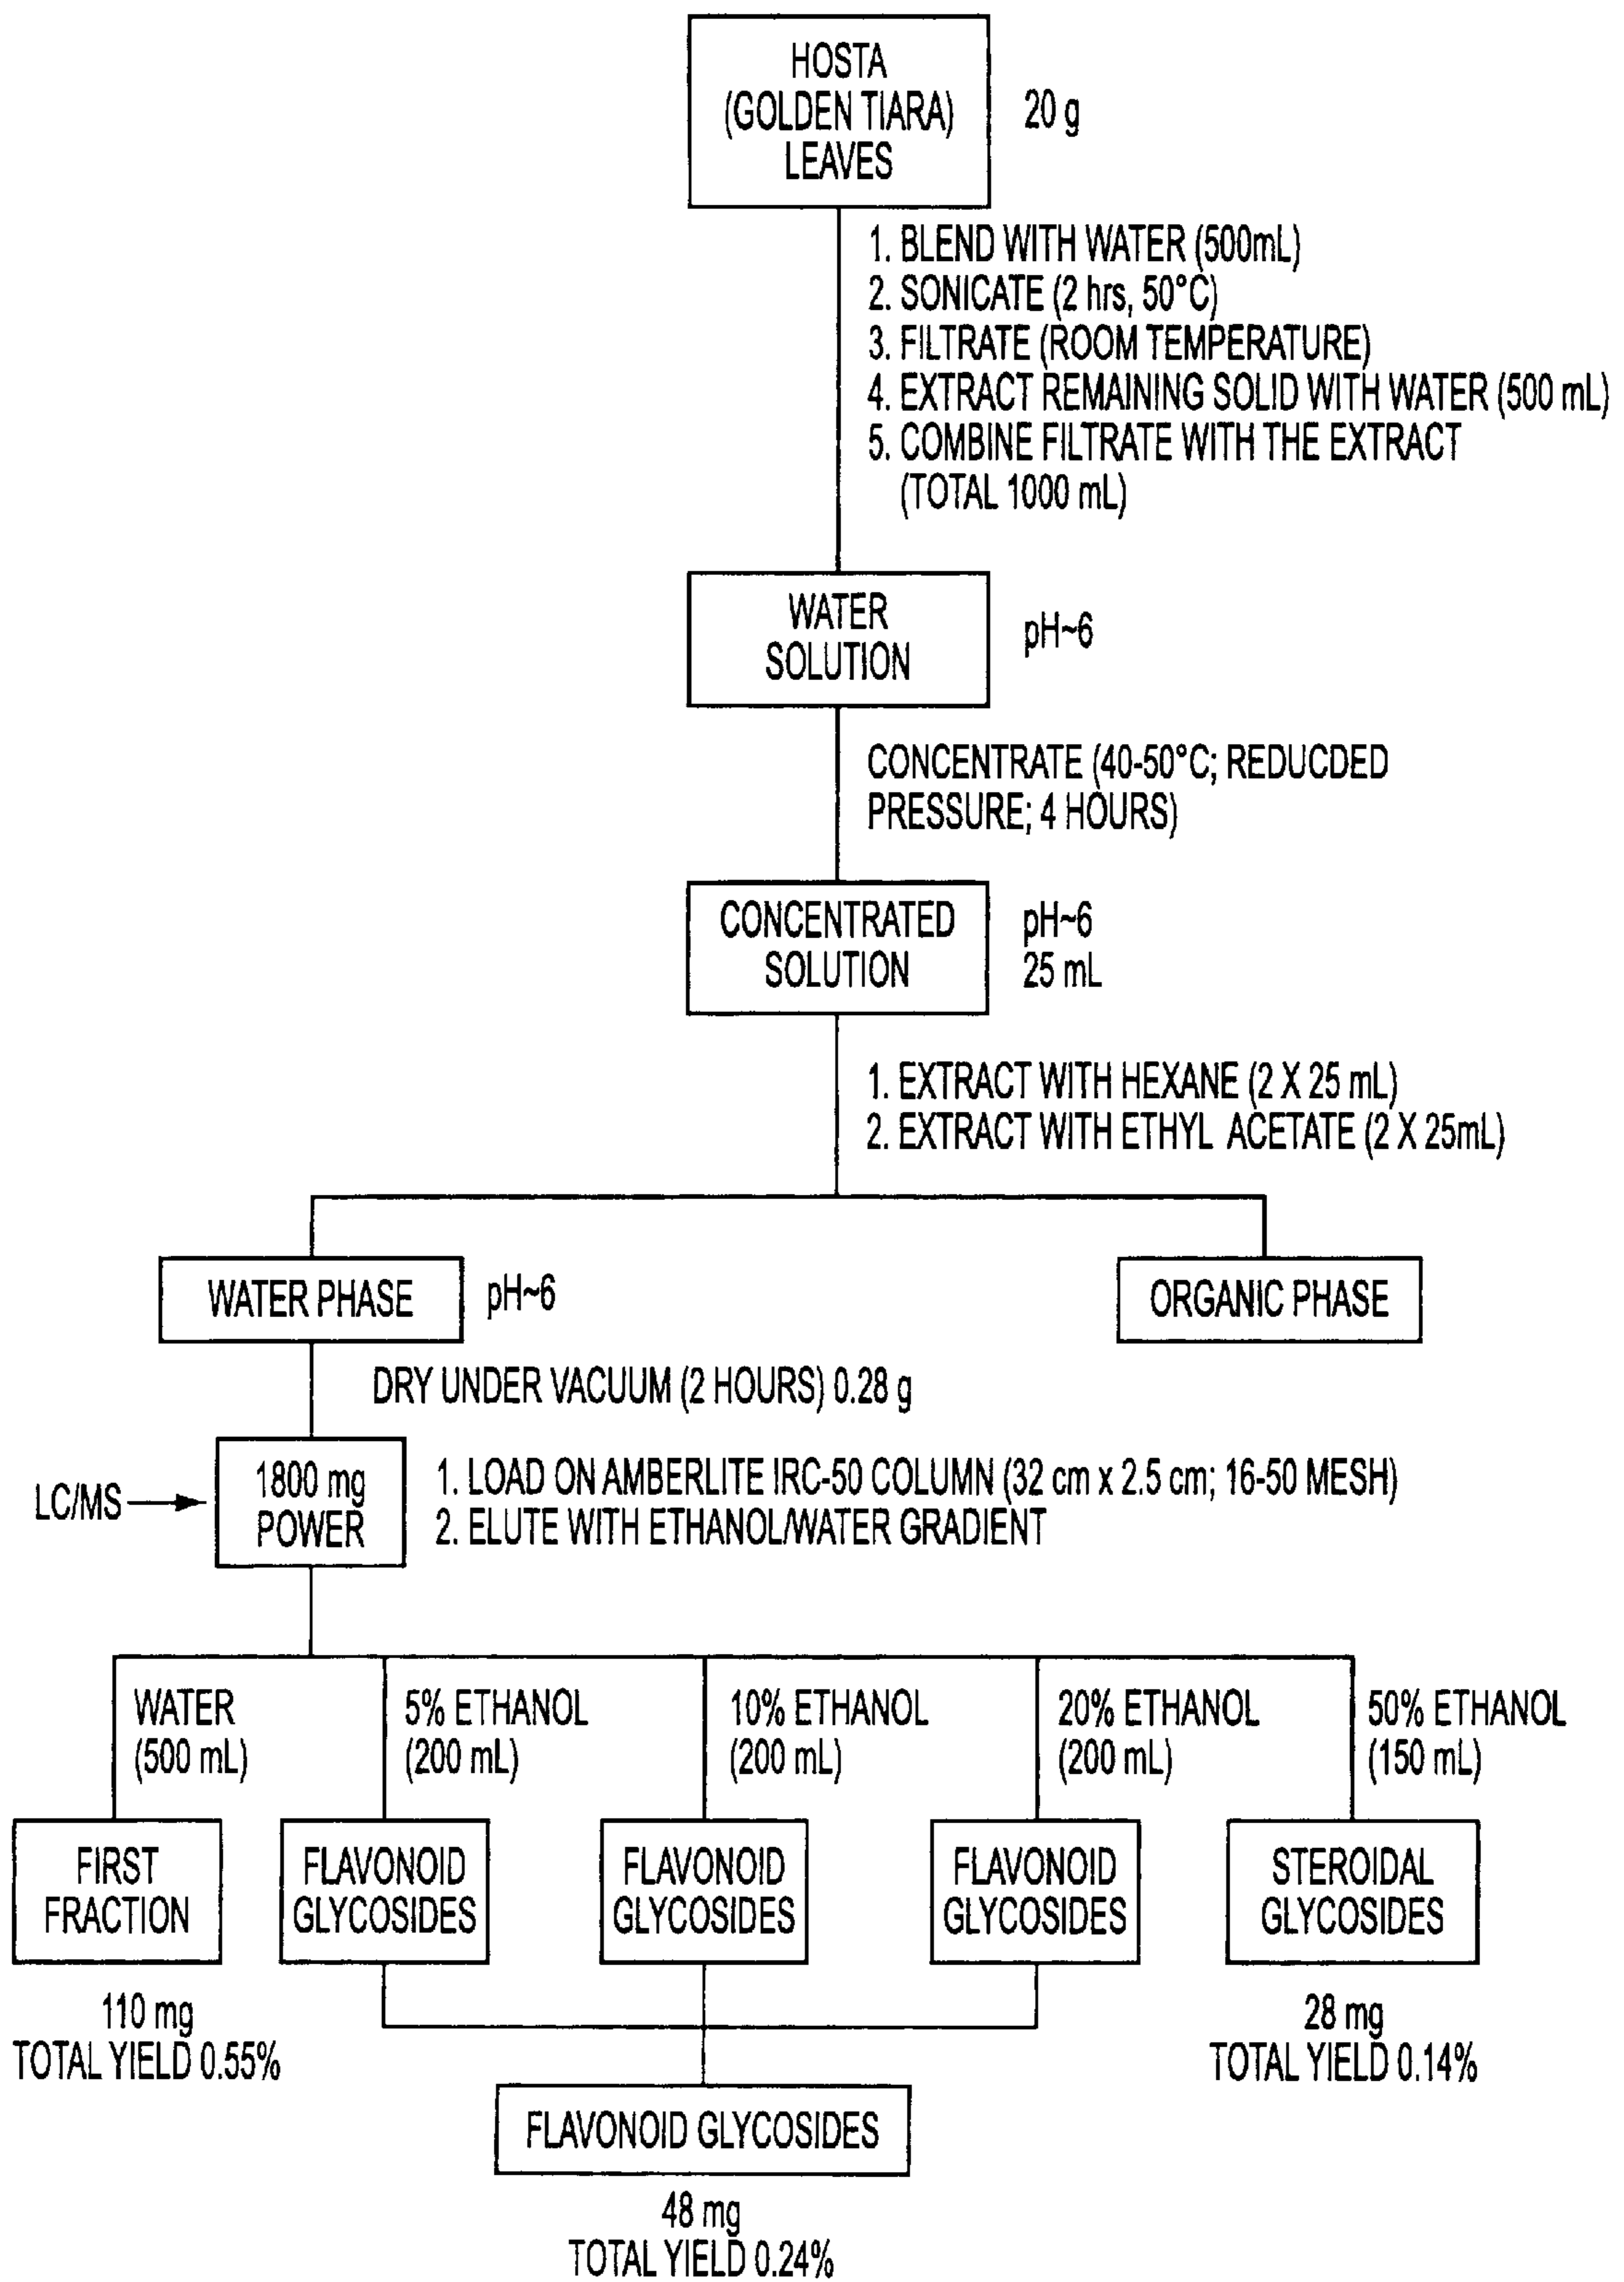 HOSTA
(GOLDEN TIARA)
LEAVES
20 g
1. BLEND WITH WATER (500mL)
2. SONICATE (2 hrs, 50°C)
3. FILTRATE (ROOM TEMPERATURE)
4. EXTRACT REMAINING SOLID WITH WATER (500 mL)
5. COMBINE FILTRATE WITH THE EXTRACT
(TOTAL 1000 mL)
WATER
SOLUTION
pH~6
CONCENTRATE (40-50°C; REDUCDED
PRESSURE; 4 HOURS)
CONCENTRATED
SOLUTION
pH~6
25 mL
1. EXTRACT WITH HEXANE (2 X 25 mL)
2. EXTRACT WITH ETHYL ACETATE (2 X 25mL)
WATER PHASE
pH~6
ORGANIC PHASE
DRY UNDER VACUUM (2 HOURS) 0.28 g
LC/MS
1800 mg
POWER
1. LOAD ON AMBERLITE IRC-50 COLUMN (32 cm x 2.5 cm; 16-50 MESH)
2. ELUTE WITH ETHANOL/WATER GRADIENT
WATER
(500 mL)
5% ETHANOL
(200 mL)
10% ETHANOL
(200 mL)
20% ETHANOL
(200 mL)
50% ETHANOL
(150 mL)
FIRST
FRACTION
FLAVONOID
GLYCOSIDES
FLAVONOID
GLYCOSIDES
FLAVONOID
GLYCOSIDES
STEROIDAL
GLYCOSIDES
110 mg
TOTAL YIELD 0.55%
28 mg
TOTAL YIELD 0.14%
FLAVONOID GLYCOSIDES
48 mg
TOTAL YIELD 0.24%